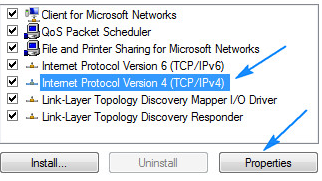 Client for Microsoft Networks
QoS Packet Scheduler
File and Printer Sharing for Microsoft Networks
Internet Protocol Version 6 (TCP/IPv6)
Internet Protocol Version 4 (TCP/IPv4)
Link-Layer Topology Discovery Mapper I/O Driver
Link-Layer Topology Discovery Responder
Install... Uninstall Properties